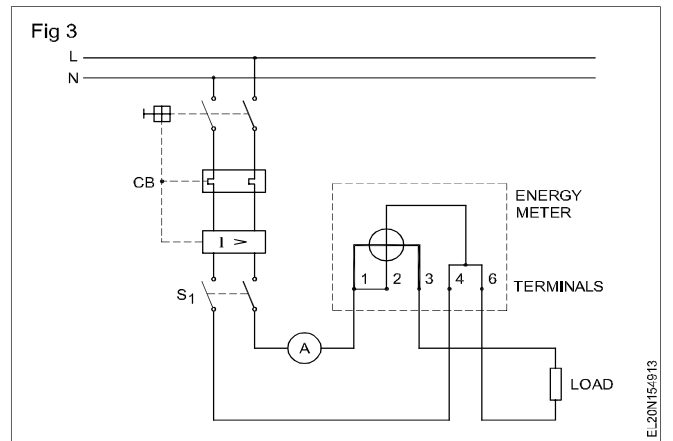 Fig 3
L
N
CB
I >
S1
A
ENERGY
METER
1 2 3 4 6
TERMINALS
LOAD
EL20N154913